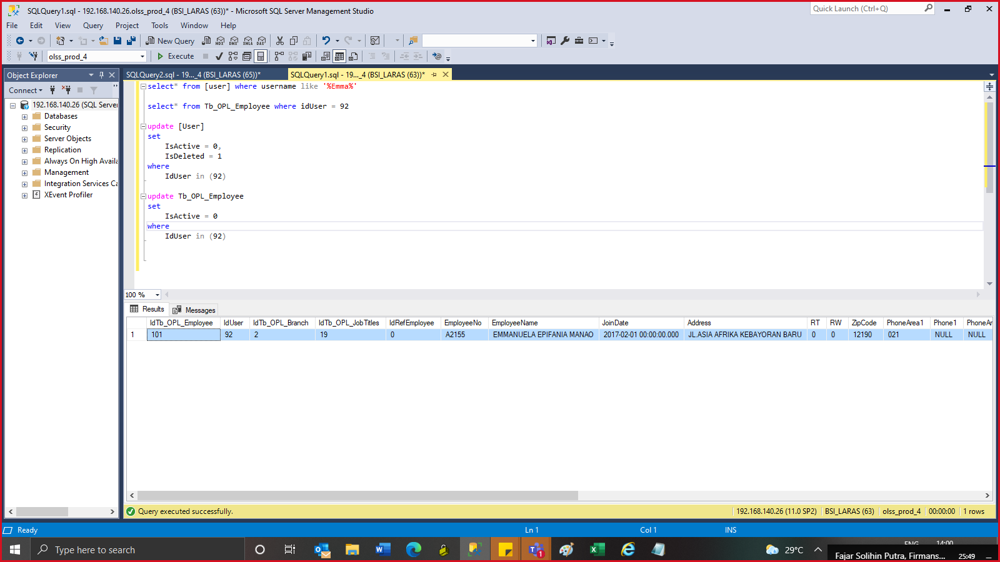 SQLQuery1.sql - 192.168.140.26.olss_prod_4 (BSI_LARAS (63))* - Microsoft SQL Server Management Studio
Quick Launch (Ctrl+Q)
File Edit View Query Project Tools Window Help
New Query MDX DMX XMLA DAX
olss_prod_4 Execute
Object Explorer
SQLQuery2.sql - 19..._4 (BSI_LARAS (65))*
SQLQuery1.sql - 19..._4 (BSI_LARAS (63))*
Connect
192.168.140.26 (SQL Server
Databases
Security
Server Objects
Replication
Always On High Availa
Management
Integration Services Ca
XEvent Profiler
select* from [user] where username like '%Emma%'
select* from Tb_OPL_Employee where idUser = 92
update [User]
set
IsActive = 0,
IsDeleted = 1
where
IdUser in (92)
update Tb_OPL_Employee
set
IsActive = 0
where
IdUser in (92)
100 %
Results Messages
IdTb_OPL_Employee IdUser IdTb_OPL_Branch IdTb_OPL_JobTitles IdRefEmployee EmployeeNo EmployeeName JoinDate Address RT RW ZipCode PhoneArea1 Phone1 PhoneAr
1 101 92 2 19 0 A2155 EMMANUELA EPIFANIA MANAO 2017-02-01 00:00:00.000 JL.ASIA AFRIKA KEBAYORAN BARU 0 0 12190 021 NULL NULL
Query executed successfully. 192.168.140.26 (11.0 SP2) BSI_LARAS (63) olss_prod_4 00:00:00 1 rows
Ready Ln 1 Col 1 INS
Type here to search
1
29°C
ENG 14:00
Fajar Solihin Putra, Firmans... 25:49